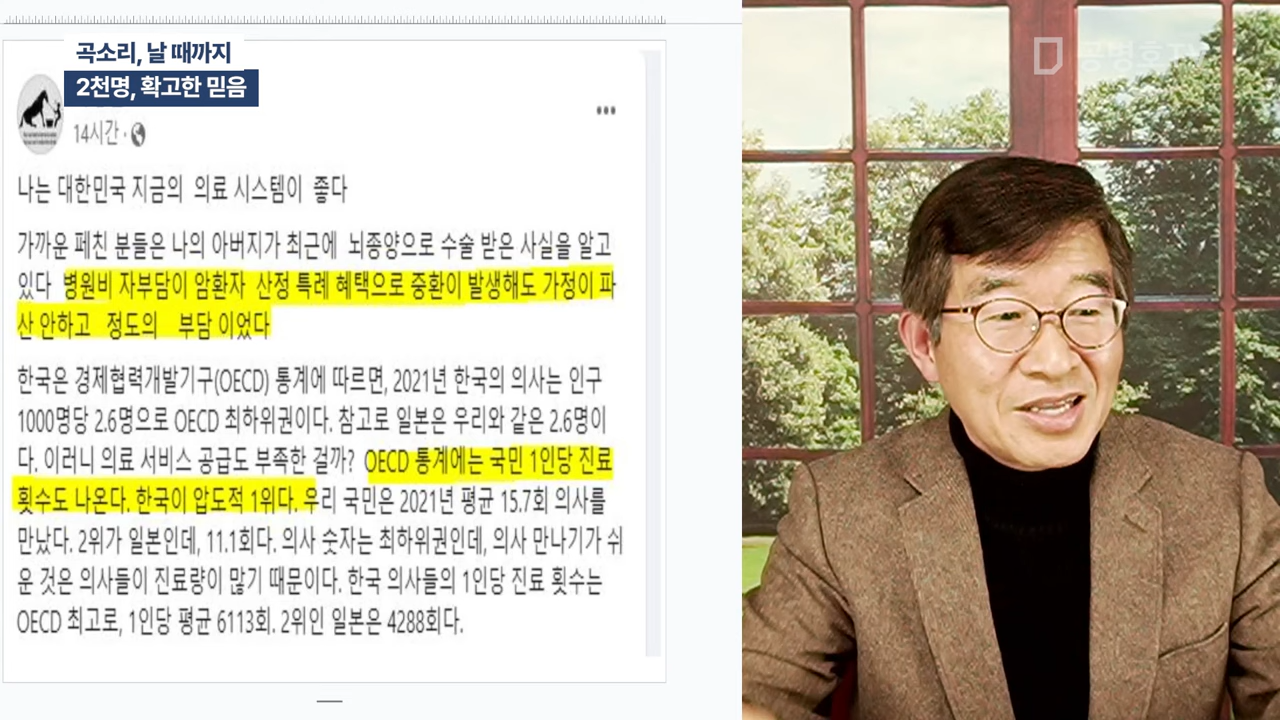 곡소리, 날 때까지
2천명, 확고한 믿음
공병호TV
14시간
나는 대한민국 지금의 의료 시스템이 좋다
가까운 페친 분들은 나의 아버지가 최근에 뇌종양으로 수술 받은 사실을 알고
있다 병원비 자부담이 암환자 산정 특례 혜택으로 중환이 발생해도 가정이 파
산 안하고 정도의 부담 이었다
한국은 경제협력개발기구(OECD) 통계에 따르면, 2021년 한국의 의사는 인구
1000명당 2.6명으로 OECD 최하위권이다. 참고로 일본은 우리와 같은 2.6명이
다. 이러니 의료 서비스 공급도 부족한 걸까? OECD 통계에는 국민 1인당 진료
횟수도 나온다. 한국이 압도적 1위다. 우리 국민은 2021년 평균 15.7회 의사를
만났다. 2위가 일본인데, 11.1회다. 의사 숫자는 최하위권인데, 의사 만나기가 쉬
운 것은 의사들이 진료량이 많기 때문이다. 한국 의사들의 1인당 진료 횟수는
OECD 최고로, 1인당 평균 6113회. 2위인 일본은 4288회다.